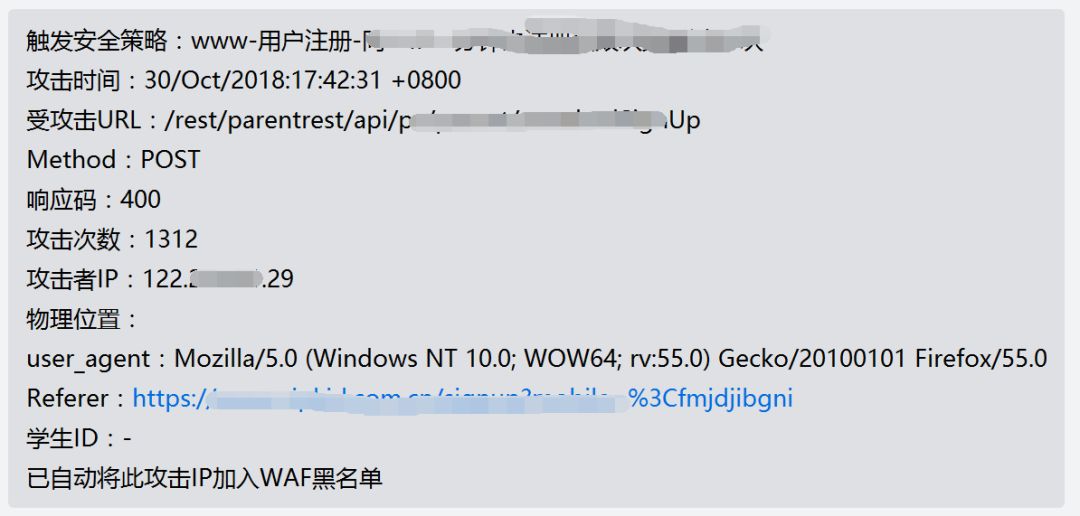 触发安全策略：www-用户注册-
攻击时间：30/Oct/2018:17:42:31 +0800
受攻击URL：/rest/parentrest/api/p Up
Method：POST
响应码：400
攻击次数：1312
攻击者IP：122. .29
物理位置：
user_agent：Mozilla/5.0 (Windows NT 10.0; WOW64; rv:55.0) Gecko/20100101 Firefox/55.0
Referer：https:// %3Cfmjdjibgni
学生ID：-
已自动将此攻击IP加入WAF黑名单